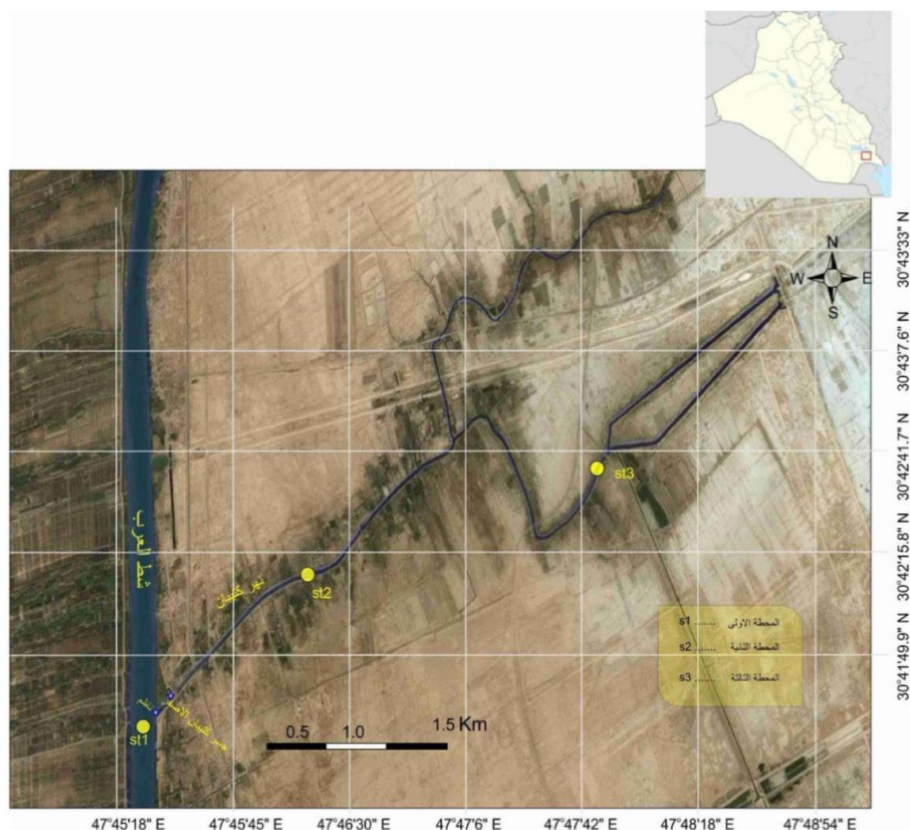 N
W E
S
30°43'33" N
30°43'7.6" N
30°42'41.7" N
30°42'15.8" N
30°41'49.9" N
st3
شط العرب
نهر كتيبان
st2
s1 ...... المحطة الاولى
s2 ....... المحطة الثانية
s3 ...... المحطة الثالثة
st1
0.5 1.0 1.5 Km
47°45'18" E 47°45'45" E 47°46'30" E 47°47'6" E 47°47'42" E 47°48'18" E 47°48'54" E